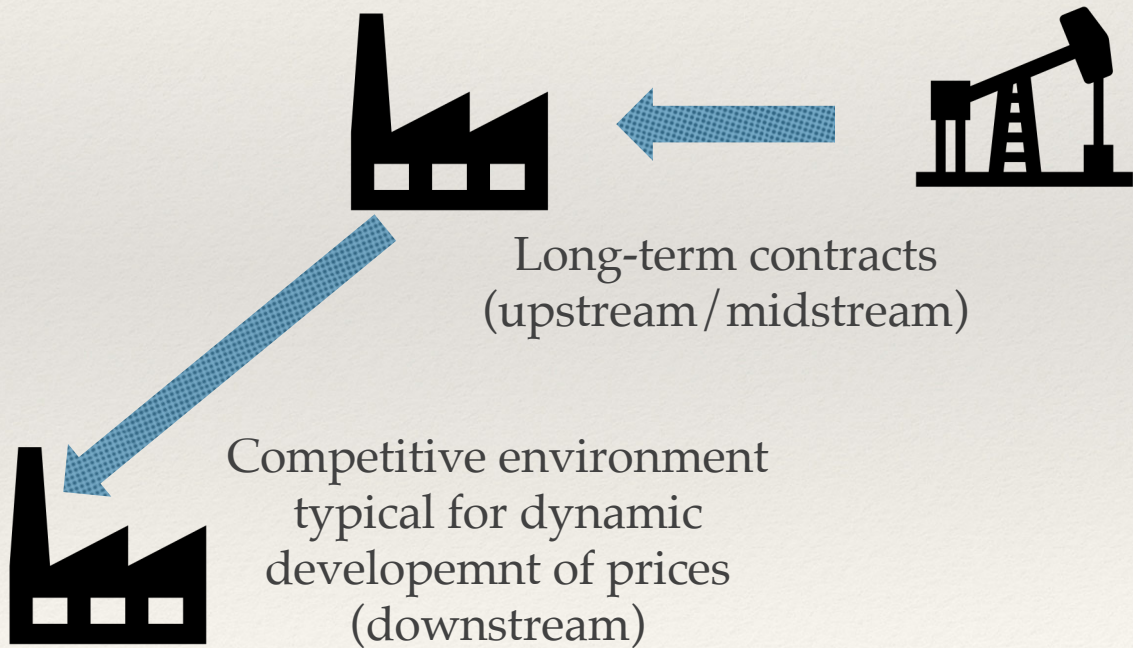 Long-term contracts
(upstream/midstream)
Competitive environment
typical for dynamic
developemnt of prices
(downstream)